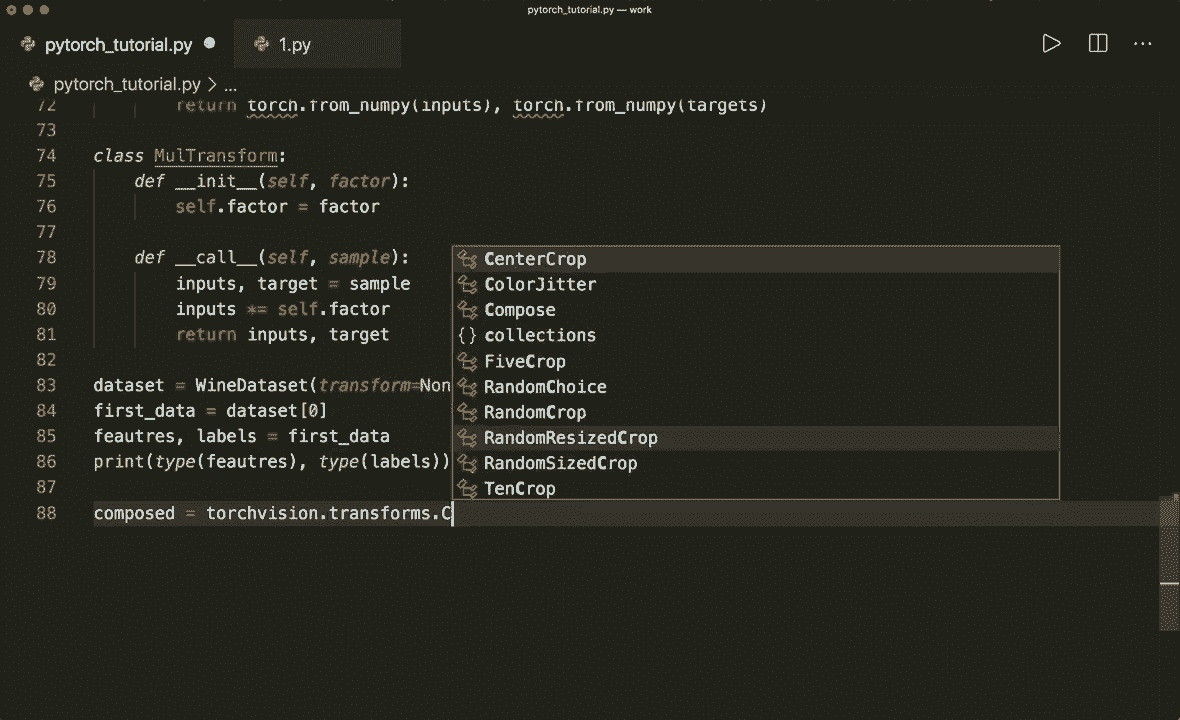 pytorch_tutorial.py — work
pytorch_tutorial.py
1.py
pytorch_tutorial.py > ...
72 return torch.from_numpy(inputs), torch.from_numpy(targets)
73
74 class MulTransform:
75 def __init__(self, factor):
76 self.factor = factor
77
78 def __call__(self, sample):
79 inputs, target = sample
80 inputs *= self.factor
81 return inputs, target
82
83 dataset = WineDataset(transform=Non
84 first_data = dataset[0]
85 feautres, labels = first_data
86 print(type(feautres), type(labels))
87
88 composed = torchvision.transforms.C
CenterCrop
ColorJitter
Compose
{} collections
FiveCrop
RandomChoice
RandomCrop
RandomResizedCrop
RandomSizedCrop
TenCrop